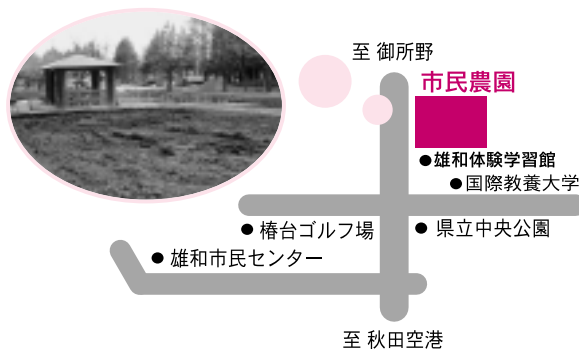 至 御所野
市民農園
●雄和体験学習館
●国際教養大学
●椿台ゴルフ場
●県立中央公園
●雄和市民センター
至 秋田空港